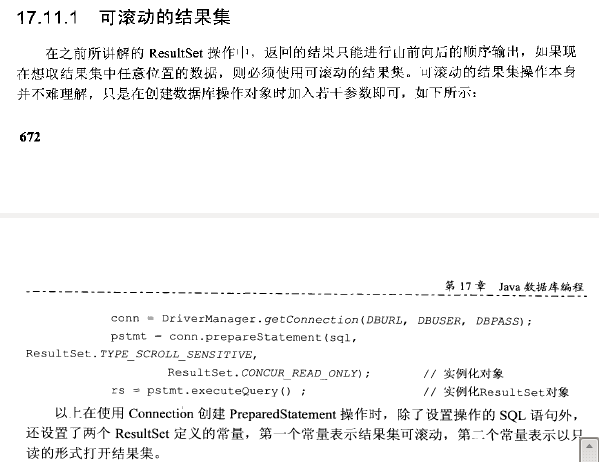 17.11.1 可滚动的结果集
在之前所讲解的 ResultSet 操作中，返回的结果只能进行由前向后的顺序输出，如果现
在想取结果集中任意位置的数据，则必须使用可滚动的结果集。可滚动的结果集操作本身
并不难理解，只是在创建数据库操作对象时加入若干参数即可，如下所示：
672
第 17 章 Java 数据库编程
conn = DriverManager.getConnection(DBURL, DBUSER, DBPASS);
pstmt = conn.prepareStatement(sql,
ResultSet.TYPE_SCROLL_SENSITIVE,
ResultSet.CONCUR_READ_ONLY); // 实例化对象
rs = pstmt.executeQuery() ; // 实例化ResultSet对象
以上在使用 Connection 创建 PreparedStatement 操作时，除了设置操作的 SQL 语句外，
还设置了两个 ResultSet 定义的常量，第一个常量表示结果集可滚动，第二个常量表示以只
读的形式打开结果集。